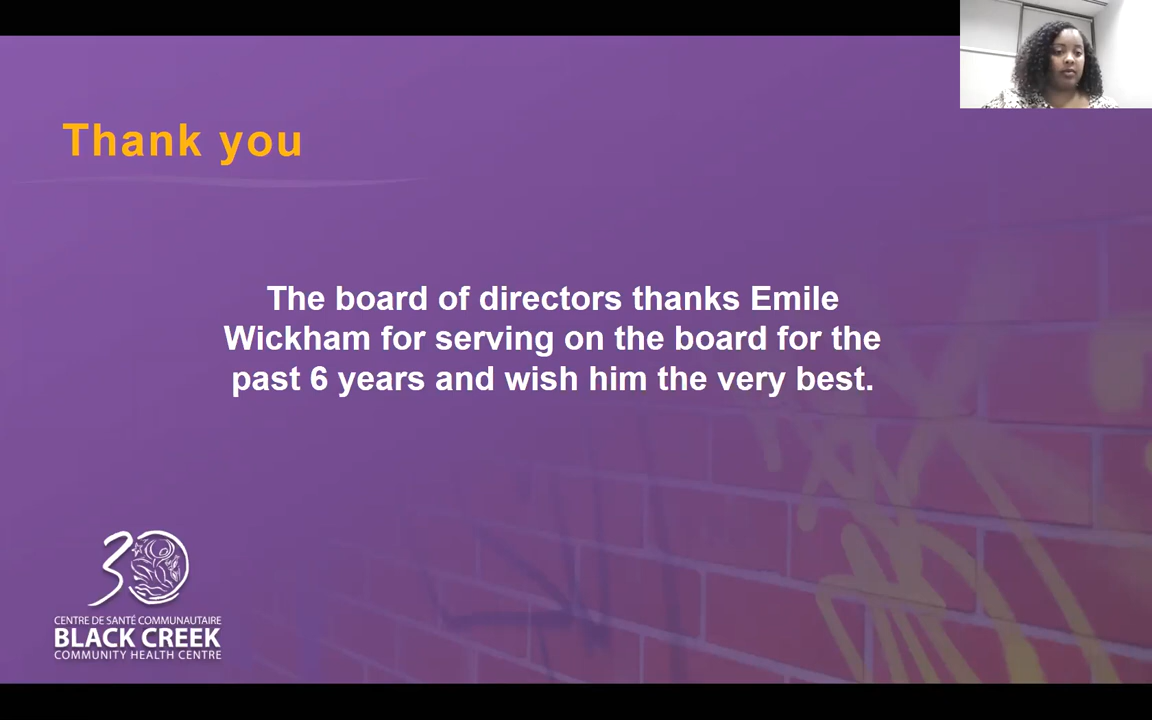 Thank you
The board of directors thanks Emile
Wickham for serving on the board for the
past 6 years and wish him the very best.
30
CENTRE DE SANTÉ COMMUNAUTAIRE
BLACK CREEK
COMMUNITY HEALTH CENTRE